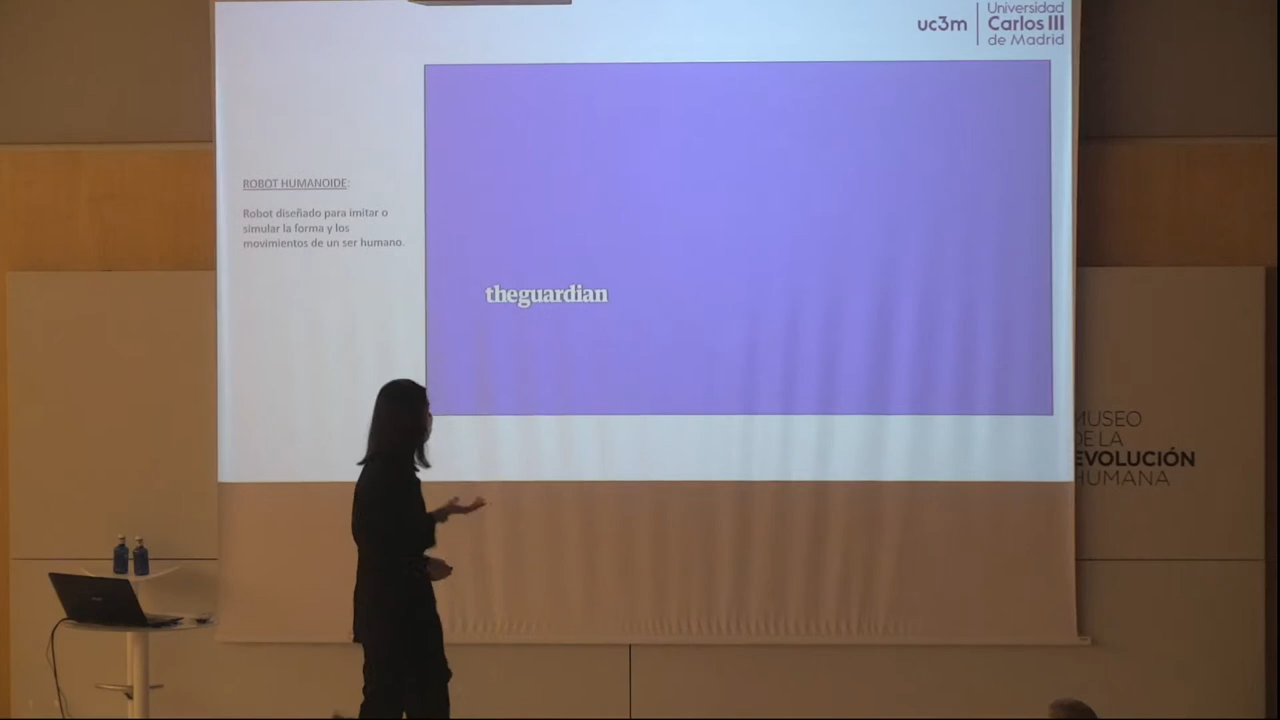 uc3m
Universidad
Carlos III
de Madrid
ROBOT HUMANOIDE:
Robot diseñado para imitar o
simular la forma y los
movimientos de un ser humano.
theguardian
MUSEO
DE LA
EVOLUCIÓN
HUMANA